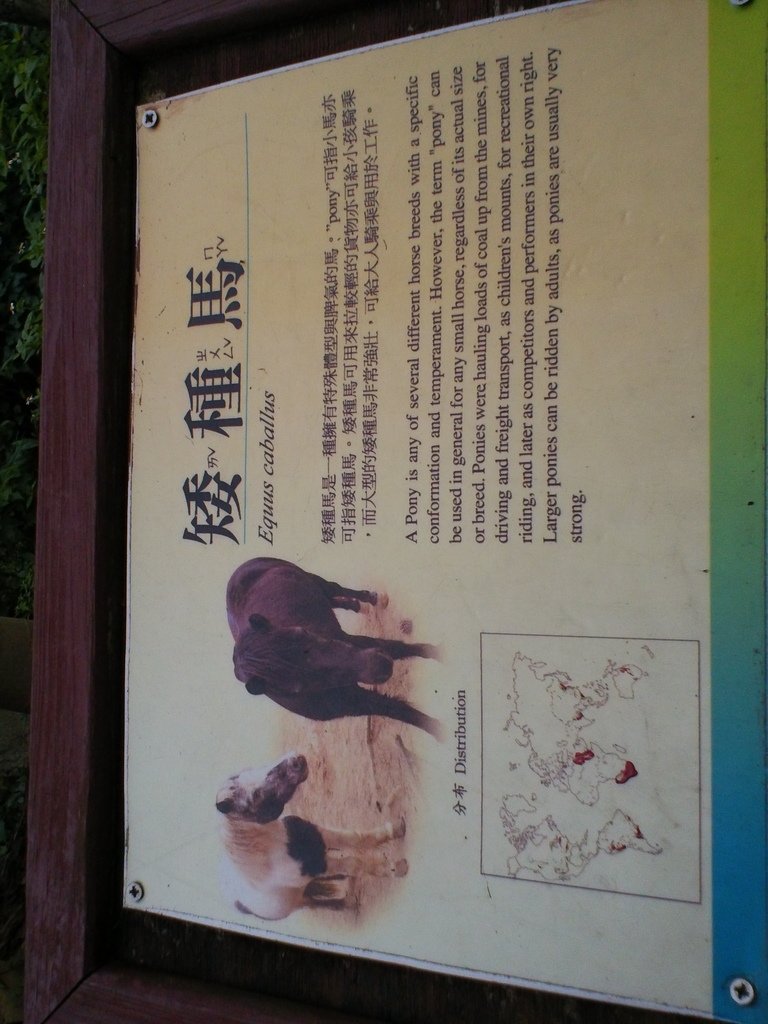 矮種馬
ㄞˇ ㄓㄨㄥˇ ㄇㄚˇ
Equus caballus
矮種馬是一種擁有特殊體型與脾氣的馬。"pony"可指小馬亦
可指矮種馬。矮種馬可用來拉較輕的貨物亦可給小孩騎乘
，而大型的矮種馬非常強壯，可給大人騎乘與用於工作。
A Pony is any of several different horse breeds with a specific
conformation and temperament. However, the term "pony" can
be used in general for any small horse, regardless of its actual size
or breed. Ponies were hauling loads of coal up from the mines, for
driving and freight transport, as children's mounts, for recreational
riding, and later as competitors and performers in their own right.
Larger ponies can be ridden by adults, as ponies are usually very
strong.
分布 Distribution